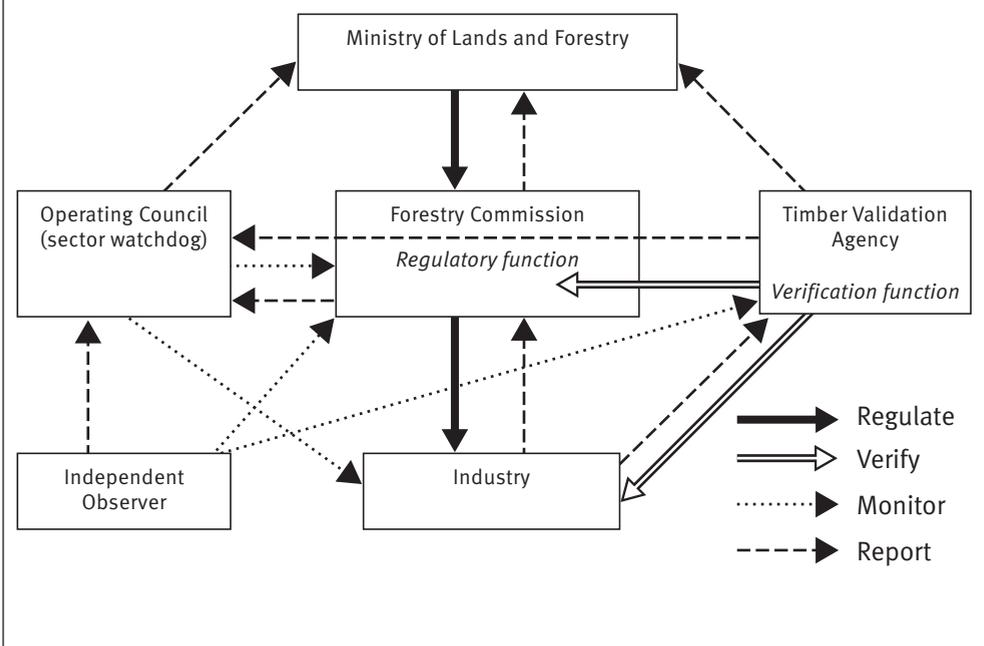 Ministry of Lands and Forestry
Operating Council
(sector watchdog)
Forestry Commission
Regulatory function
Timber Validation
Agency
Verification function
Independent
Observer
Industry
Regulate
Verify
Monitor
Report